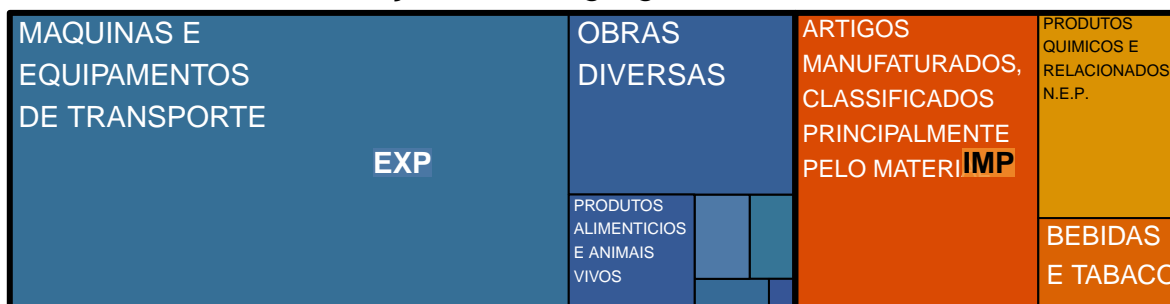 MAQUINAS E
EQUIPAMENTOS
DE TRANSPORTE
EXP
OBRAS
DIVERSAS
PRODUTOS
ALIMENTICIOS
E ANIMAIS
VIVOS
ARTIGOS
MANUFATURADOS,
CLASSIFICADOS
PRINCIPALMENTE
PELO MATERI
IMP
PRODUTOS
QUIMICOS E
RELACIONADOS
N.E.P.
BEBIDAS
E TABACO